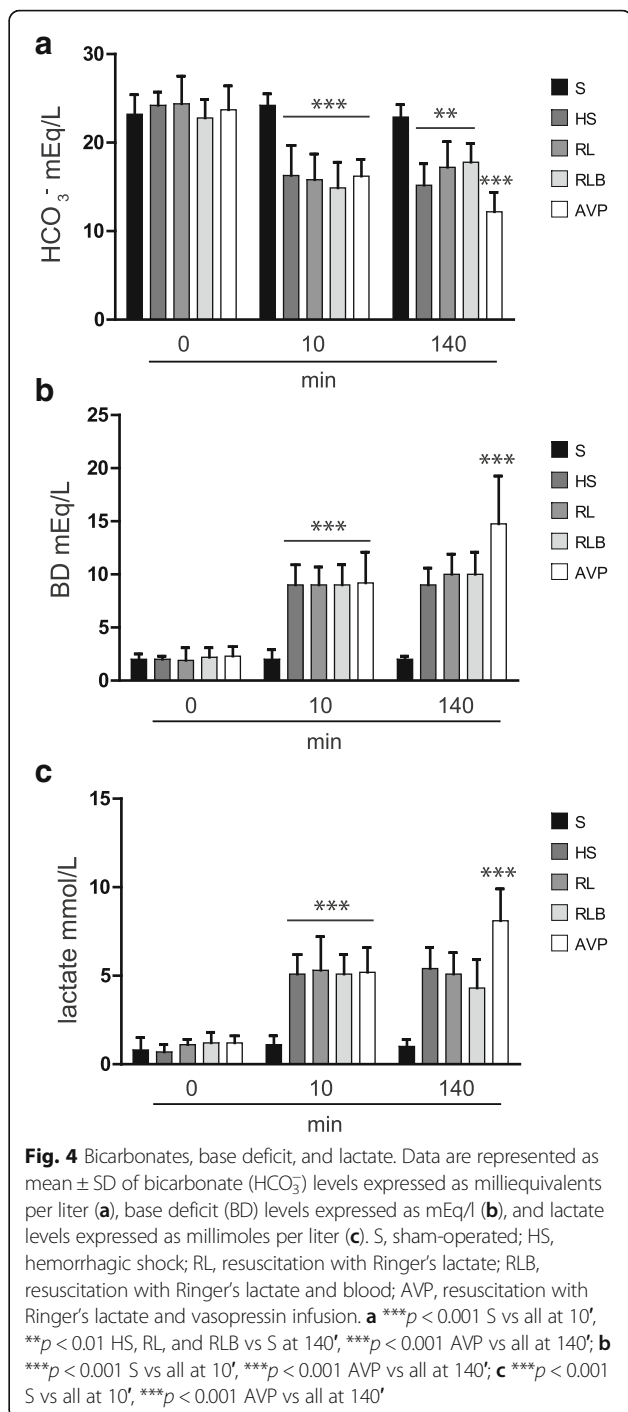 a
30
20
10
0
HCO3- mEq/L
***
**
***
S
HS
RL
RLB
AVP
0 10 140
min
b
25
20
15
10
5
0
BD mEq/L
***
***
S
HS
RL
RLB
AVP
0 10 140
min
c
15
10
5
0
lactate mmol/L
***
***
S
HS
RL
RLB
AVP
0 10 140
min
Fig. 4 Bicarbonates, base deficit, and lactate. Data are represented as
mean ± SD of bicarbonate (HCO₃⁻) levels expressed as milliequivalents
per liter (a), base deficit (BD) levels expressed as mEq/l (b), and lactate
levels expressed as millimoles per liter (c). S, sham-operated; HS,
hemorrhagic shock; RL, resuscitation with Ringer's lactate; RLB,
resuscitation with Ringer's lactate and blood; AVP, resuscitation with
Ringer's lactate and vasopressin infusion. a ***p < 0.001 S vs all at 10′,
**p < 0.01 HS, RL, and RLB vs S at 140′, ***p < 0.001 AVP vs all at 140′; b
***p < 0.001 S vs all at 10′, ***p < 0.001 AVP vs all at 140′; c ***p < 0.001
S vs all at 10′, ***p < 0.001 AVP vs all at 140′